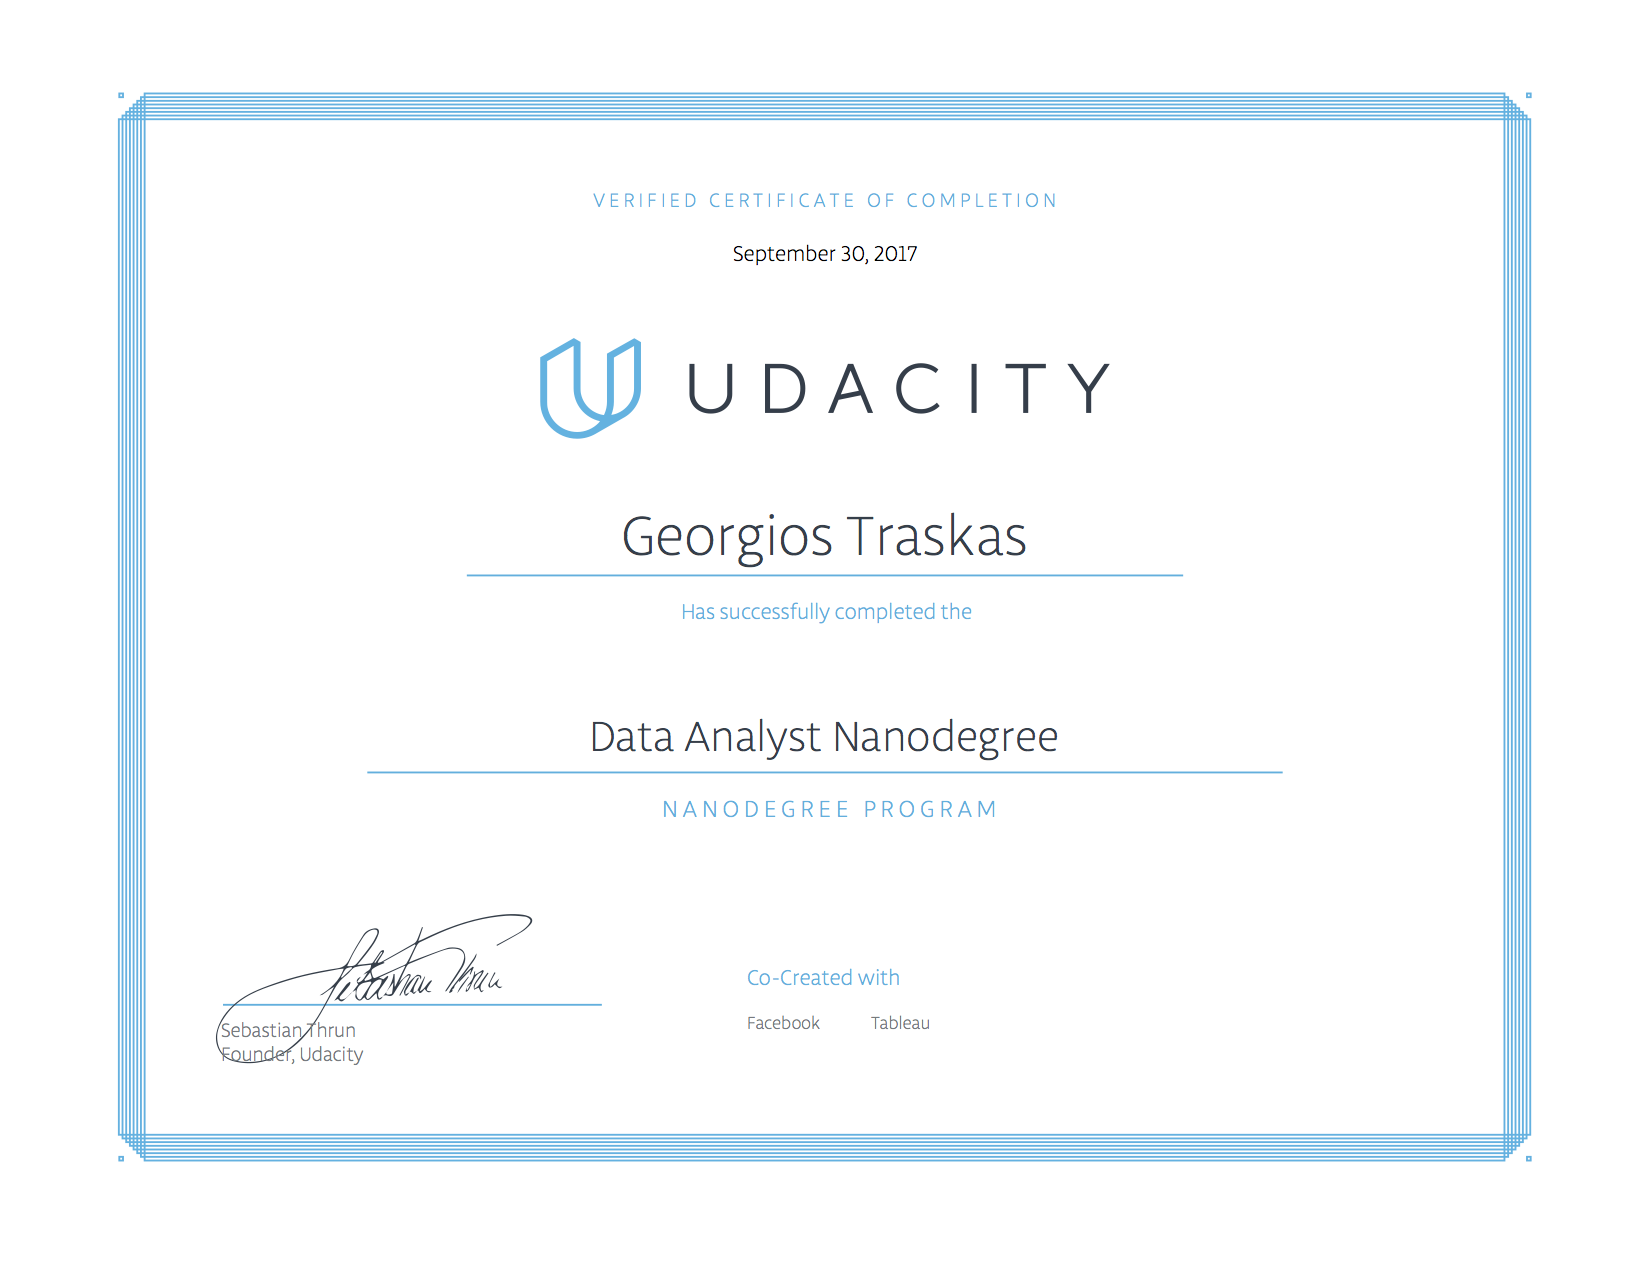 VERIFIED CERTIFICATE OF COMPLETION
September 30, 2017
UDACITY
Georgios Traskas
Has successfully completed the
Data Analyst Nanodegree
NANODEGREE PROGRAM
Sebastian Thrun
Sebastian Thrun
Founder, Udacity
Co-Created with
Facebook Tableau